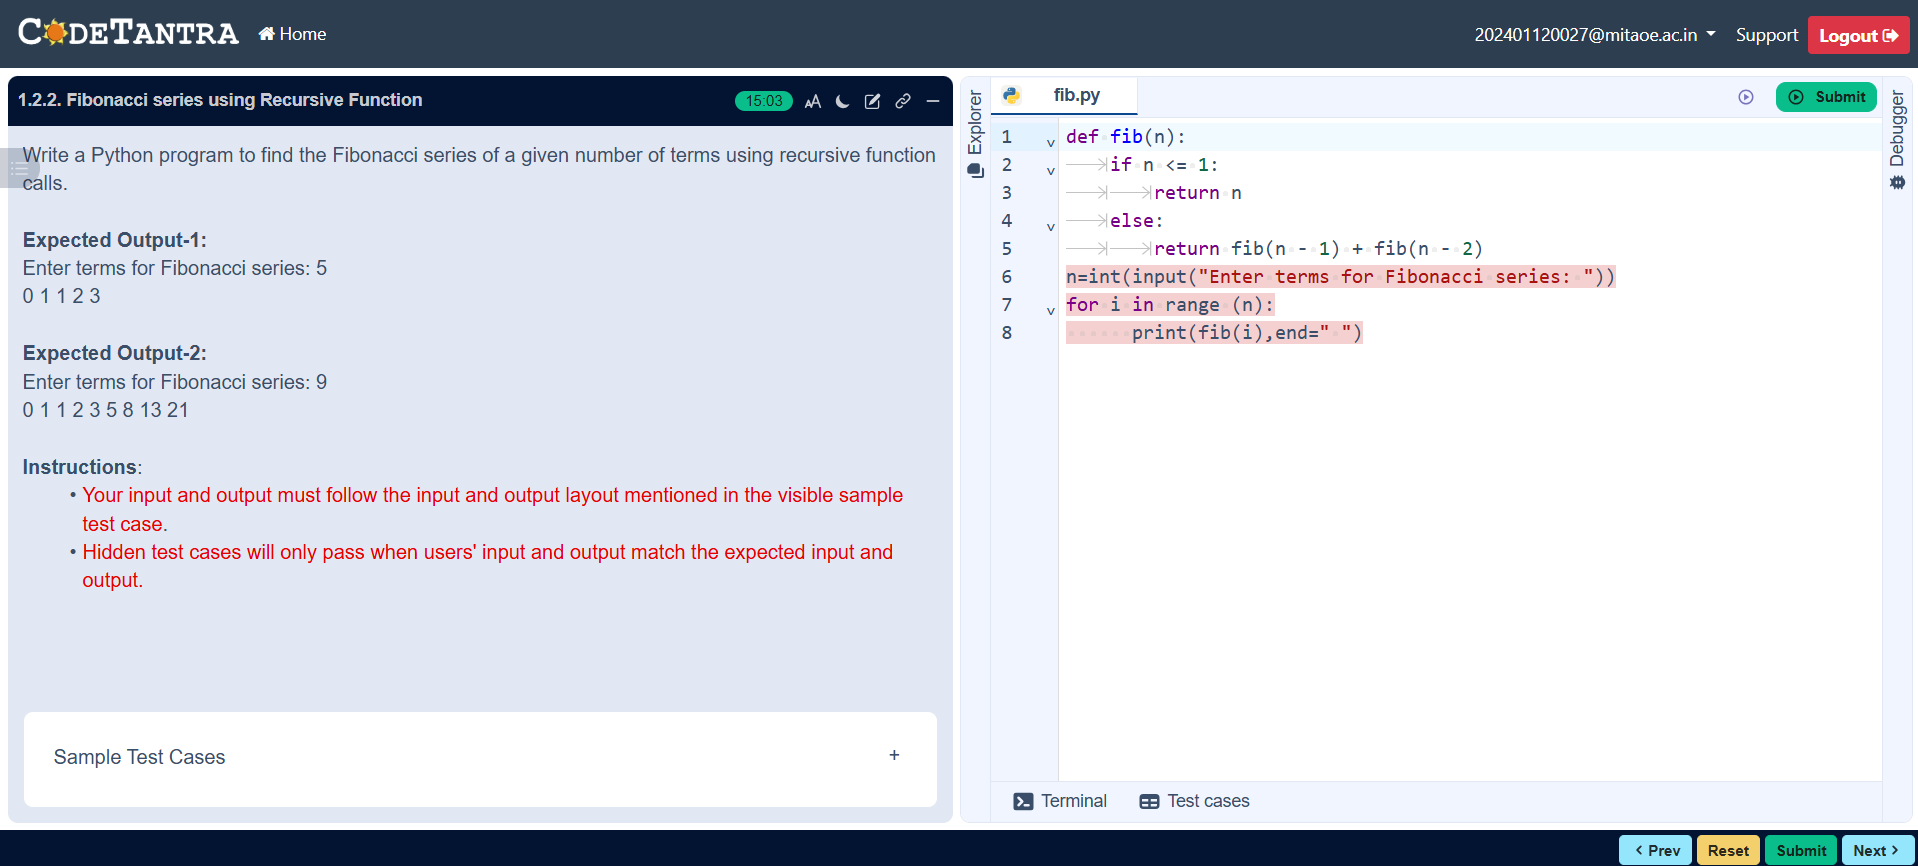 CODETANTRA Home 202401120027@mitaoe.ac.in Support Logout
1.2.2. Fibonacci series using Recursive Function 15:03 AA
Write a Python program to find the Fibonacci series of a given number of terms using recursive function
calls.
Expected Output-1:
Enter terms for Fibonacci series: 5
0 1 1 2 3
Expected Output-2:
Enter terms for Fibonacci series: 9
0 1 1 2 3 5 8 13 21
Instructions:
• Your input and output must follow the input and output layout mentioned in the visible sample
test case.
• Hidden test cases will only pass when users' input and output match the expected input and
output.
Sample Test Cases +
Explorer
fib.py Submit
1 def fib(n):
2 if n <= 1:
3 return n
4 else:
5 return fib(n - 1) + fib(n - 2)
6 n=int(input("Enter terms for Fibonacci series: "))
7 for i in range (n):
8 print(fib(i),end=" ")
Debugger
Terminal Test cases
< Prev Reset Submit Next >